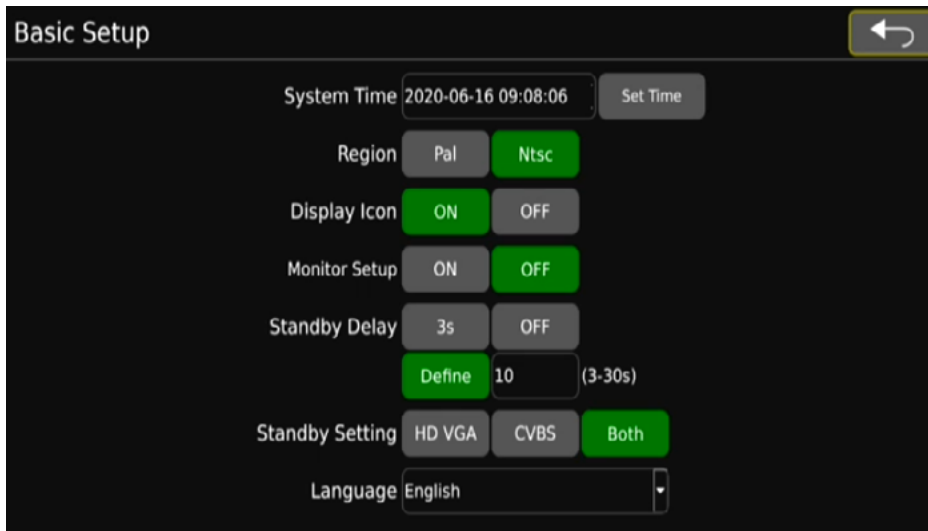 Basic Setup
System Time 2020-06-16 09:08:06 Set Time
Region Pal Ntsc
Display Icon ON OFF
Monitor Setup ON OFF
Standby Delay 3s OFF
Define 10 (3-30s)
Standby Setting HD VGA CVBS Both
Language English